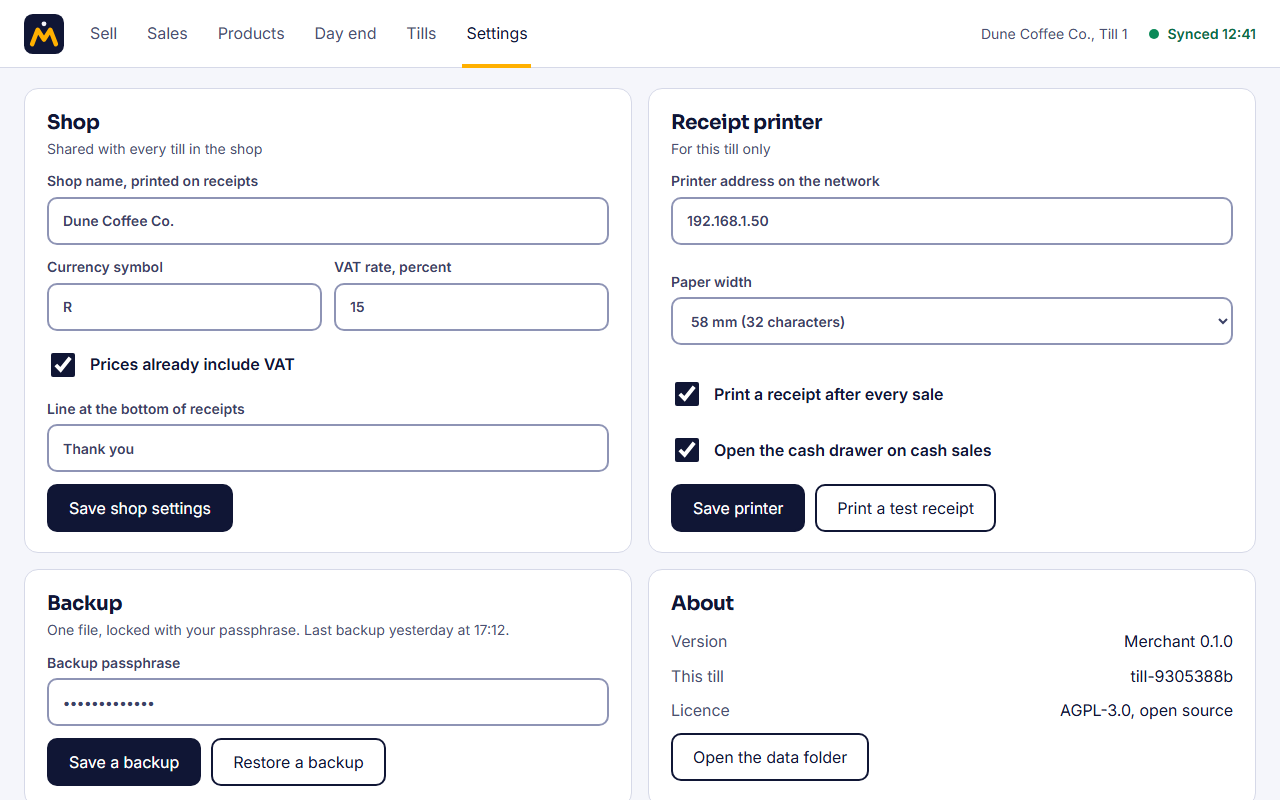 Sell Sales Products Day end Tills Settings
Dune Coffee Co., Till 1 Synced 12:41
Shop
Shared with every till in the shop
Shop name, printed on receipts
Dune Coffee Co.
Currency symbol VAT rate, percent
R 15
Prices already include VAT
Line at the bottom of receipts
Thank you
Save shop settings
Receipt printer
For this till only
Printer address on the network
192.168.1.50
Paper width
58 mm (32 characters)
Print a receipt after every sale
Open the cash drawer on cash sales
Save printer Print a test receipt
Backup
One file, locked with your passphrase. Last backup yesterday at 17:12.
Backup passphrase
•••••••••••••
Save a backup Restore a backup
About
Version Merchant 0.1.0
This till till-9305388b
Licence AGPL-3.0, open source
Open the data folder